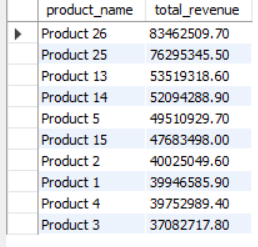 product_name total_revenue
Product 26 83462509.70
Product 25 76295345.50
Product 13 53519318.60
Product 14 52094288.90
Product 5 49510929.70
Product 15 47683498.00
Product 2 40025049.60
Product 1 39946585.90
Product 4 39752989.40
Product 3 37082717.80